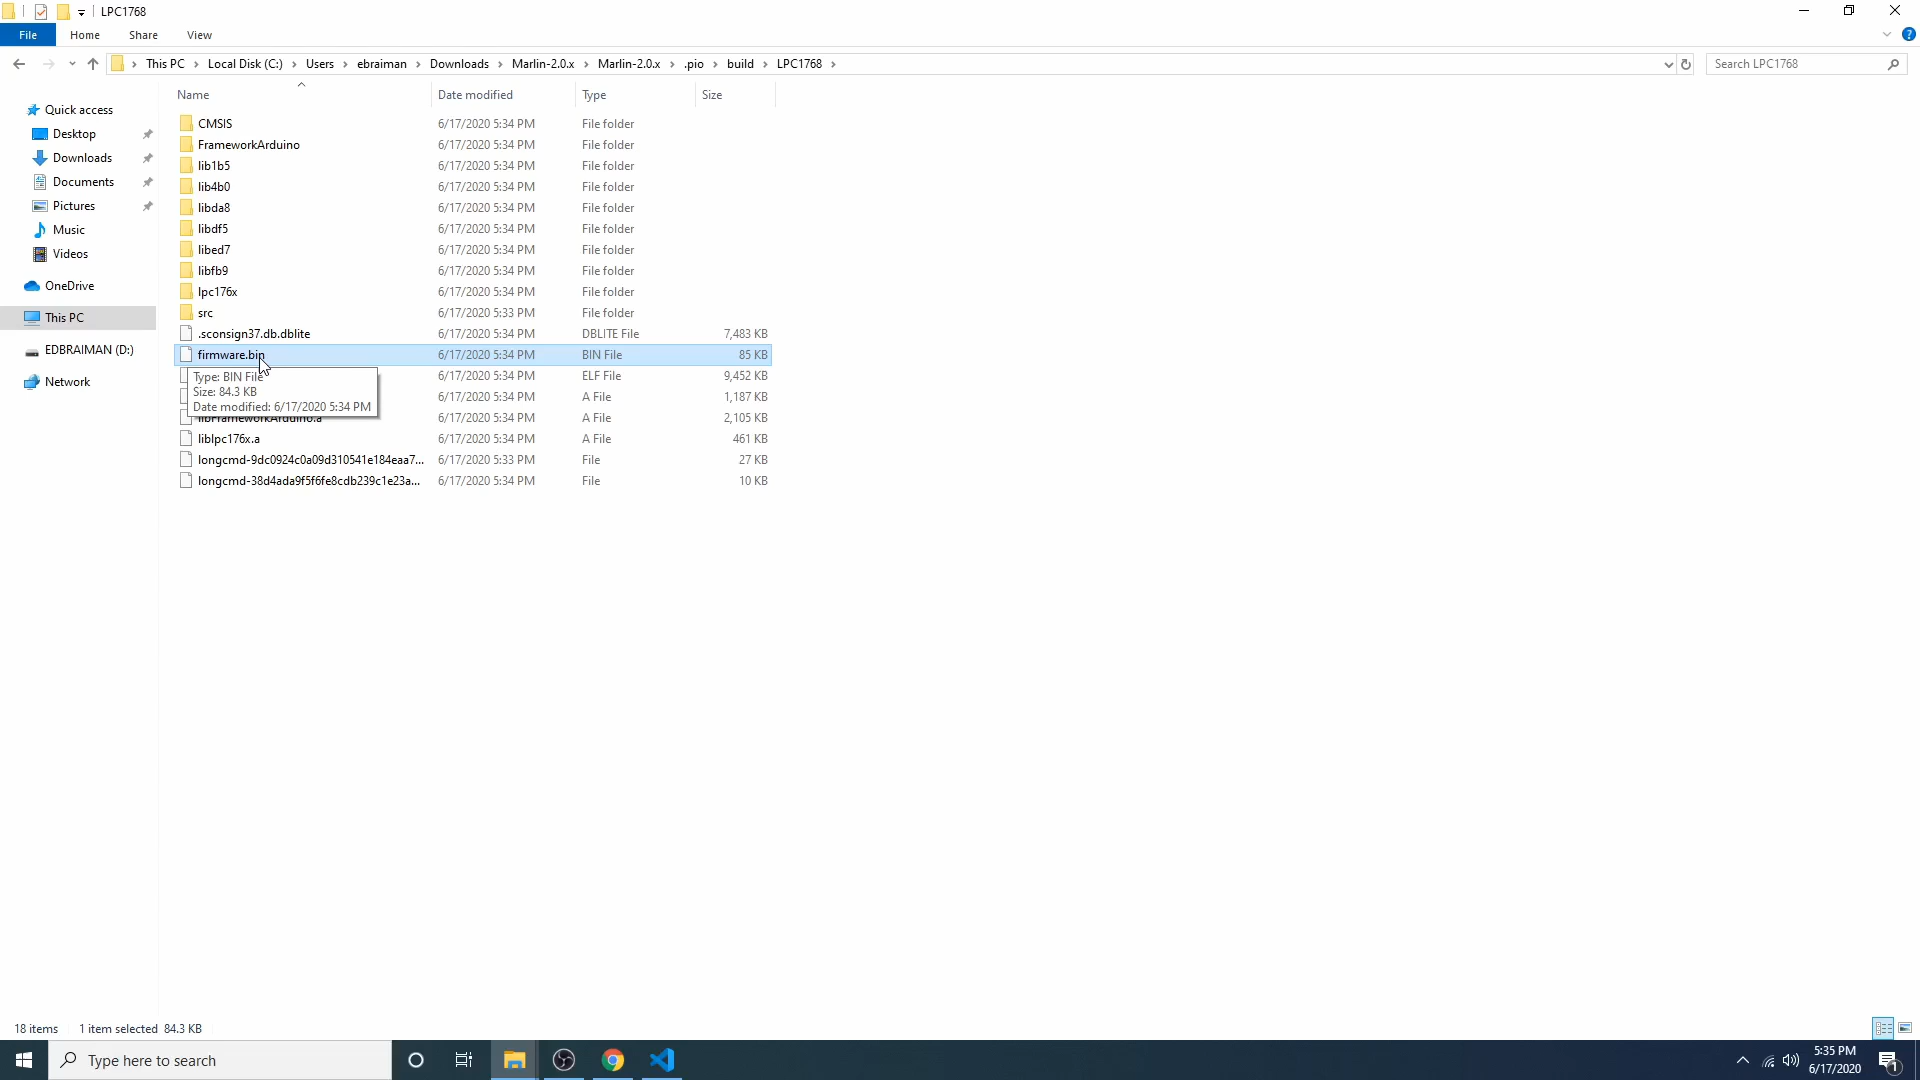 LPC1768
File Home Share View
This PC Local Disk (C:) Users ebraiman Downloads Marlin-2.0.x Marlin-2.0.x .pio build LPC1768 Search LPC1768
Name Date modified Type Size
Quick access
Desktop
Downloads
Documents
Pictures
Music
Videos
OneDrive
This PC
EDBRAIMAN (D:)
Network
CMSIS 6/17/2020 5:34 PM File folder
FrameworkArduino 6/17/2020 5:34 PM File folder
lib1b5 6/17/2020 5:34 PM File folder
lib4b0 6/17/2020 5:34 PM File folder
libda8 6/17/2020 5:34 PM File folder
libdf5 6/17/2020 5:34 PM File folder
libed7 6/17/2020 5:34 PM File folder
libfb9 6/17/2020 5:34 PM File folder
lpc176x 6/17/2020 5:34 PM File folder
src 6/17/2020 5:33 PM File folder
.sconsign37.db.dblite 6/17/2020 5:34 PM DBLITE File 7,483 KB
firmware.bin 6/17/2020 5:34 PM BIN File 85 KB
6/17/2020 5:34 PM ELF File 9,452 KB
6/17/2020 5:34 PM A File 1,187 KB
libFrameworkArduino.a 6/17/2020 5:34 PM A File 2,105 KB
liblpc176x.a 6/17/2020 5:34 PM A File 461 KB
longcmd-9dc0924c0a09d310541e184eaa7... 6/17/2020 5:33 PM File 27 KB
longcmd-38d4ada9f5f6fe8cdb239c1e23a... 6/17/2020 5:34 PM File 10 KB
Type: BIN File
Size: 84.3 KB
Date modified: 6/17/2020 5:34 PM
18 items 1 item selected 84.3 KB
Type here to search
5:35 PM
6/17/2020
1